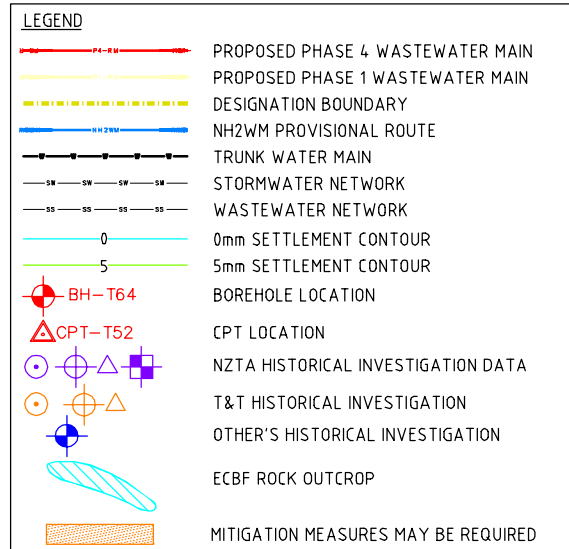 LEGEND
P4-RM PROPOSED PHASE 4 WASTEWATER MAIN
PROPOSED PHASE 1 WASTEWATER MAIN
DESIGNATION BOUNDARY
NH2WM NH2WM PROVISIONAL ROUTE
W W W W W TRUNK WATER MAIN
SW SW SW SW STORMWATER NETWORK
SS SS SS SS WASTEWATER NETWORK
0 0mm SETTLEMENT CONTOUR
5 5mm SETTLEMENT CONTOUR
BH-T64 BOREHOLE LOCATION
CPT-T52 CPT LOCATION
NZTA HISTORICAL INVESTIGATION DATA
T&T HISTORICAL INVESTIGATION
OTHER'S HISTORICAL INVESTIGATION
ECBF ROCK OUTCROP
MITIGATION MEASURES MAY BE REQUIRED